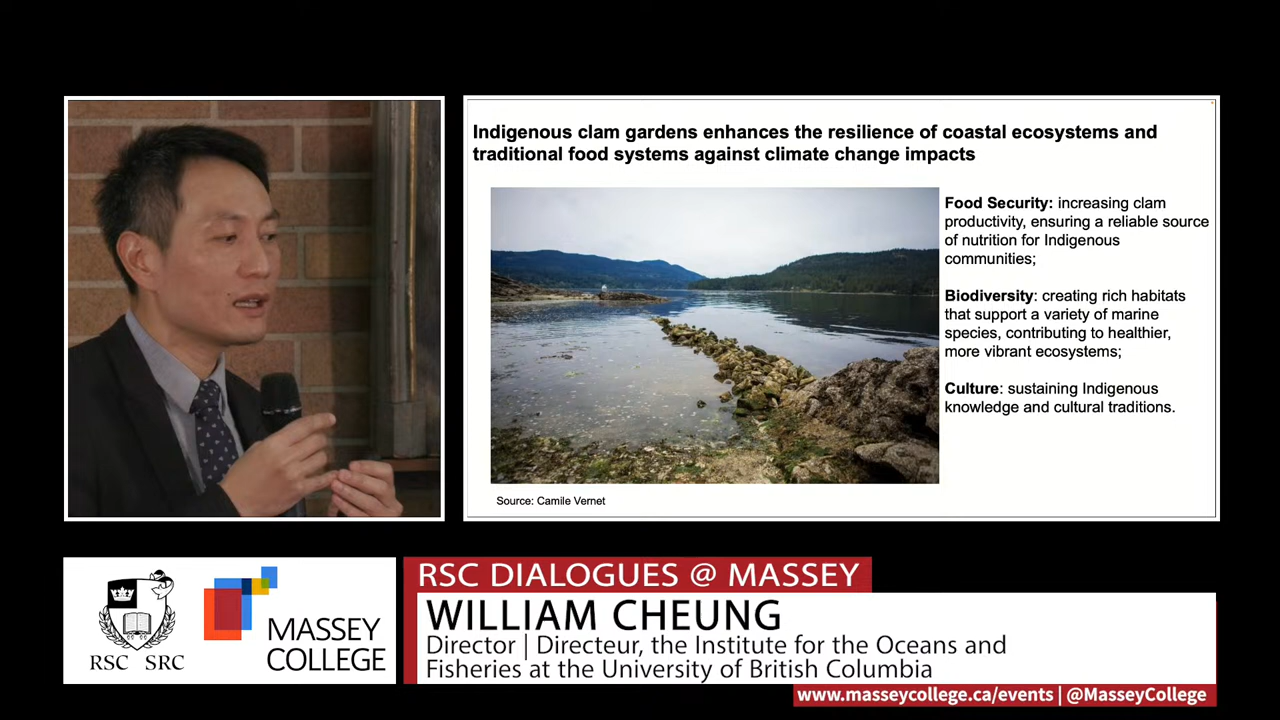 Indigenous clam gardens enhances the resilience of coastal ecosystems and
traditional food systems against climate change impacts
Food Security: increasing clam
productivity, ensuring a reliable source
of nutrition for Indigenous
communities;
Biodiversity: creating rich habitats
that support a variety of marine
species, contributing to healthier,
more vibrant ecosystems;
Culture: sustaining Indigenous
knowledge and cultural traditions.
Source: Camile Vernet
RSC SRC
MASSEY
COLLEGE
RSC DIALOGUES @ MASSEY
WILLIAM CHEUNG
Director | Directeur, the Institute for the Oceans and
Fisheries at the University of British Columbia
www.masseycollege.ca/events | @MasseyCollege